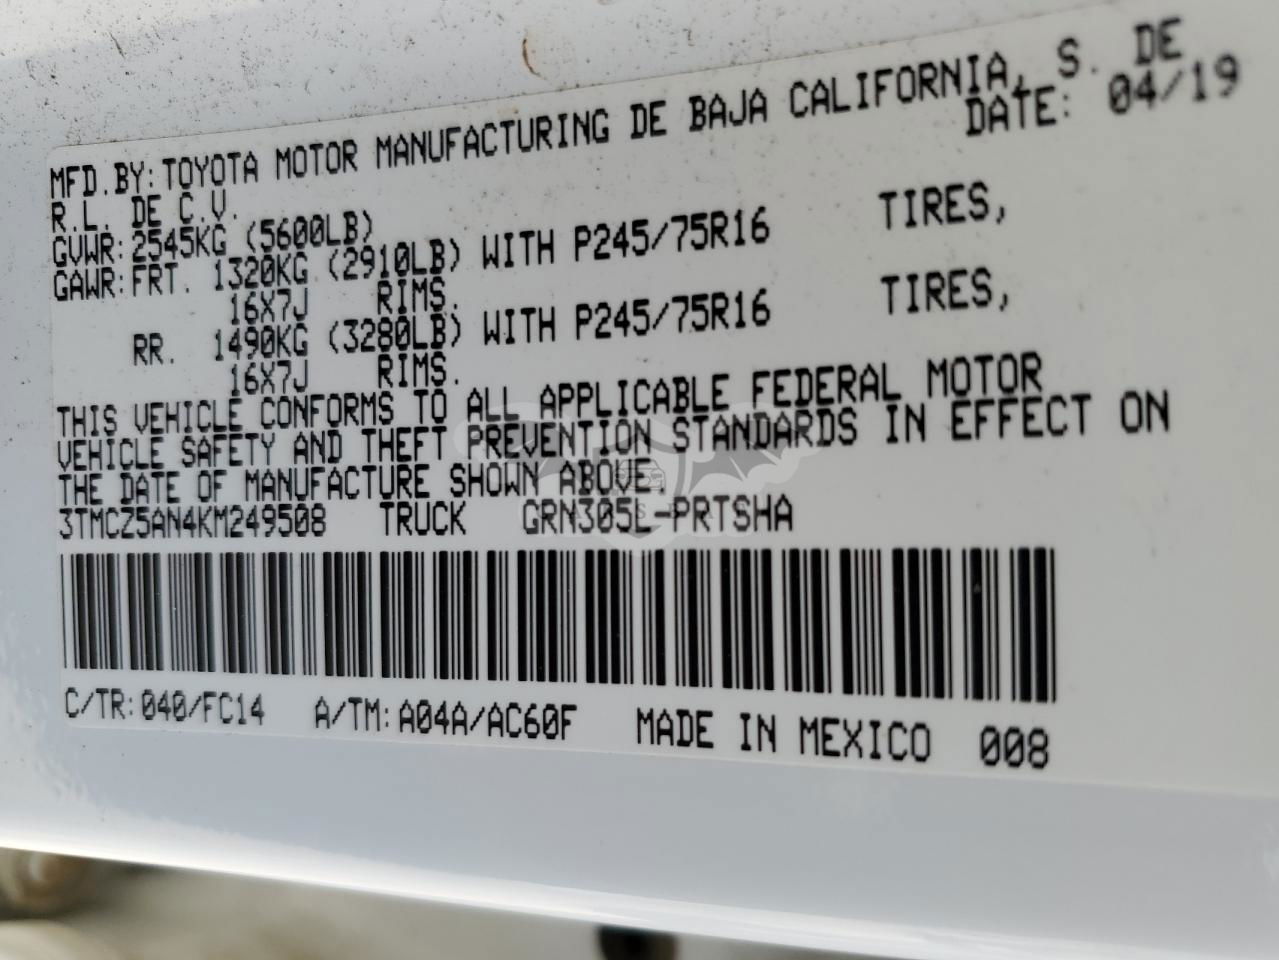 MFD.BY:TOYOTA MOTOR MANUFACTURING DE BAJA CALIFORNIA, S. DE
R.L. DE C.V. DATE: 04/19
GVWR:2545KG (5600LB)
GAWR:FRT. 1320KG (2910LB) WITH P245/75R16 TIRES,
16X7J RIMS.
RR. 1490KG (3280LB) WITH P245/75R16 TIRES,
16X7J RIMS.
THIS VEHICLE CONFORMS TO ALL APPLICABLE FEDERAL MOTOR
VEHICLE SAFETY AND THEFT PREVENTION STANDARDS IN EFFECT ON
THE DATE OF MANUFACTURE SHOWN ABOVE.
3TMCZ5AN4KM249508 TRUCK GRN305L-PRTSHA
C/TR:040/FC14 A/TM:A04A/AC60F MADE IN MEXICO 008